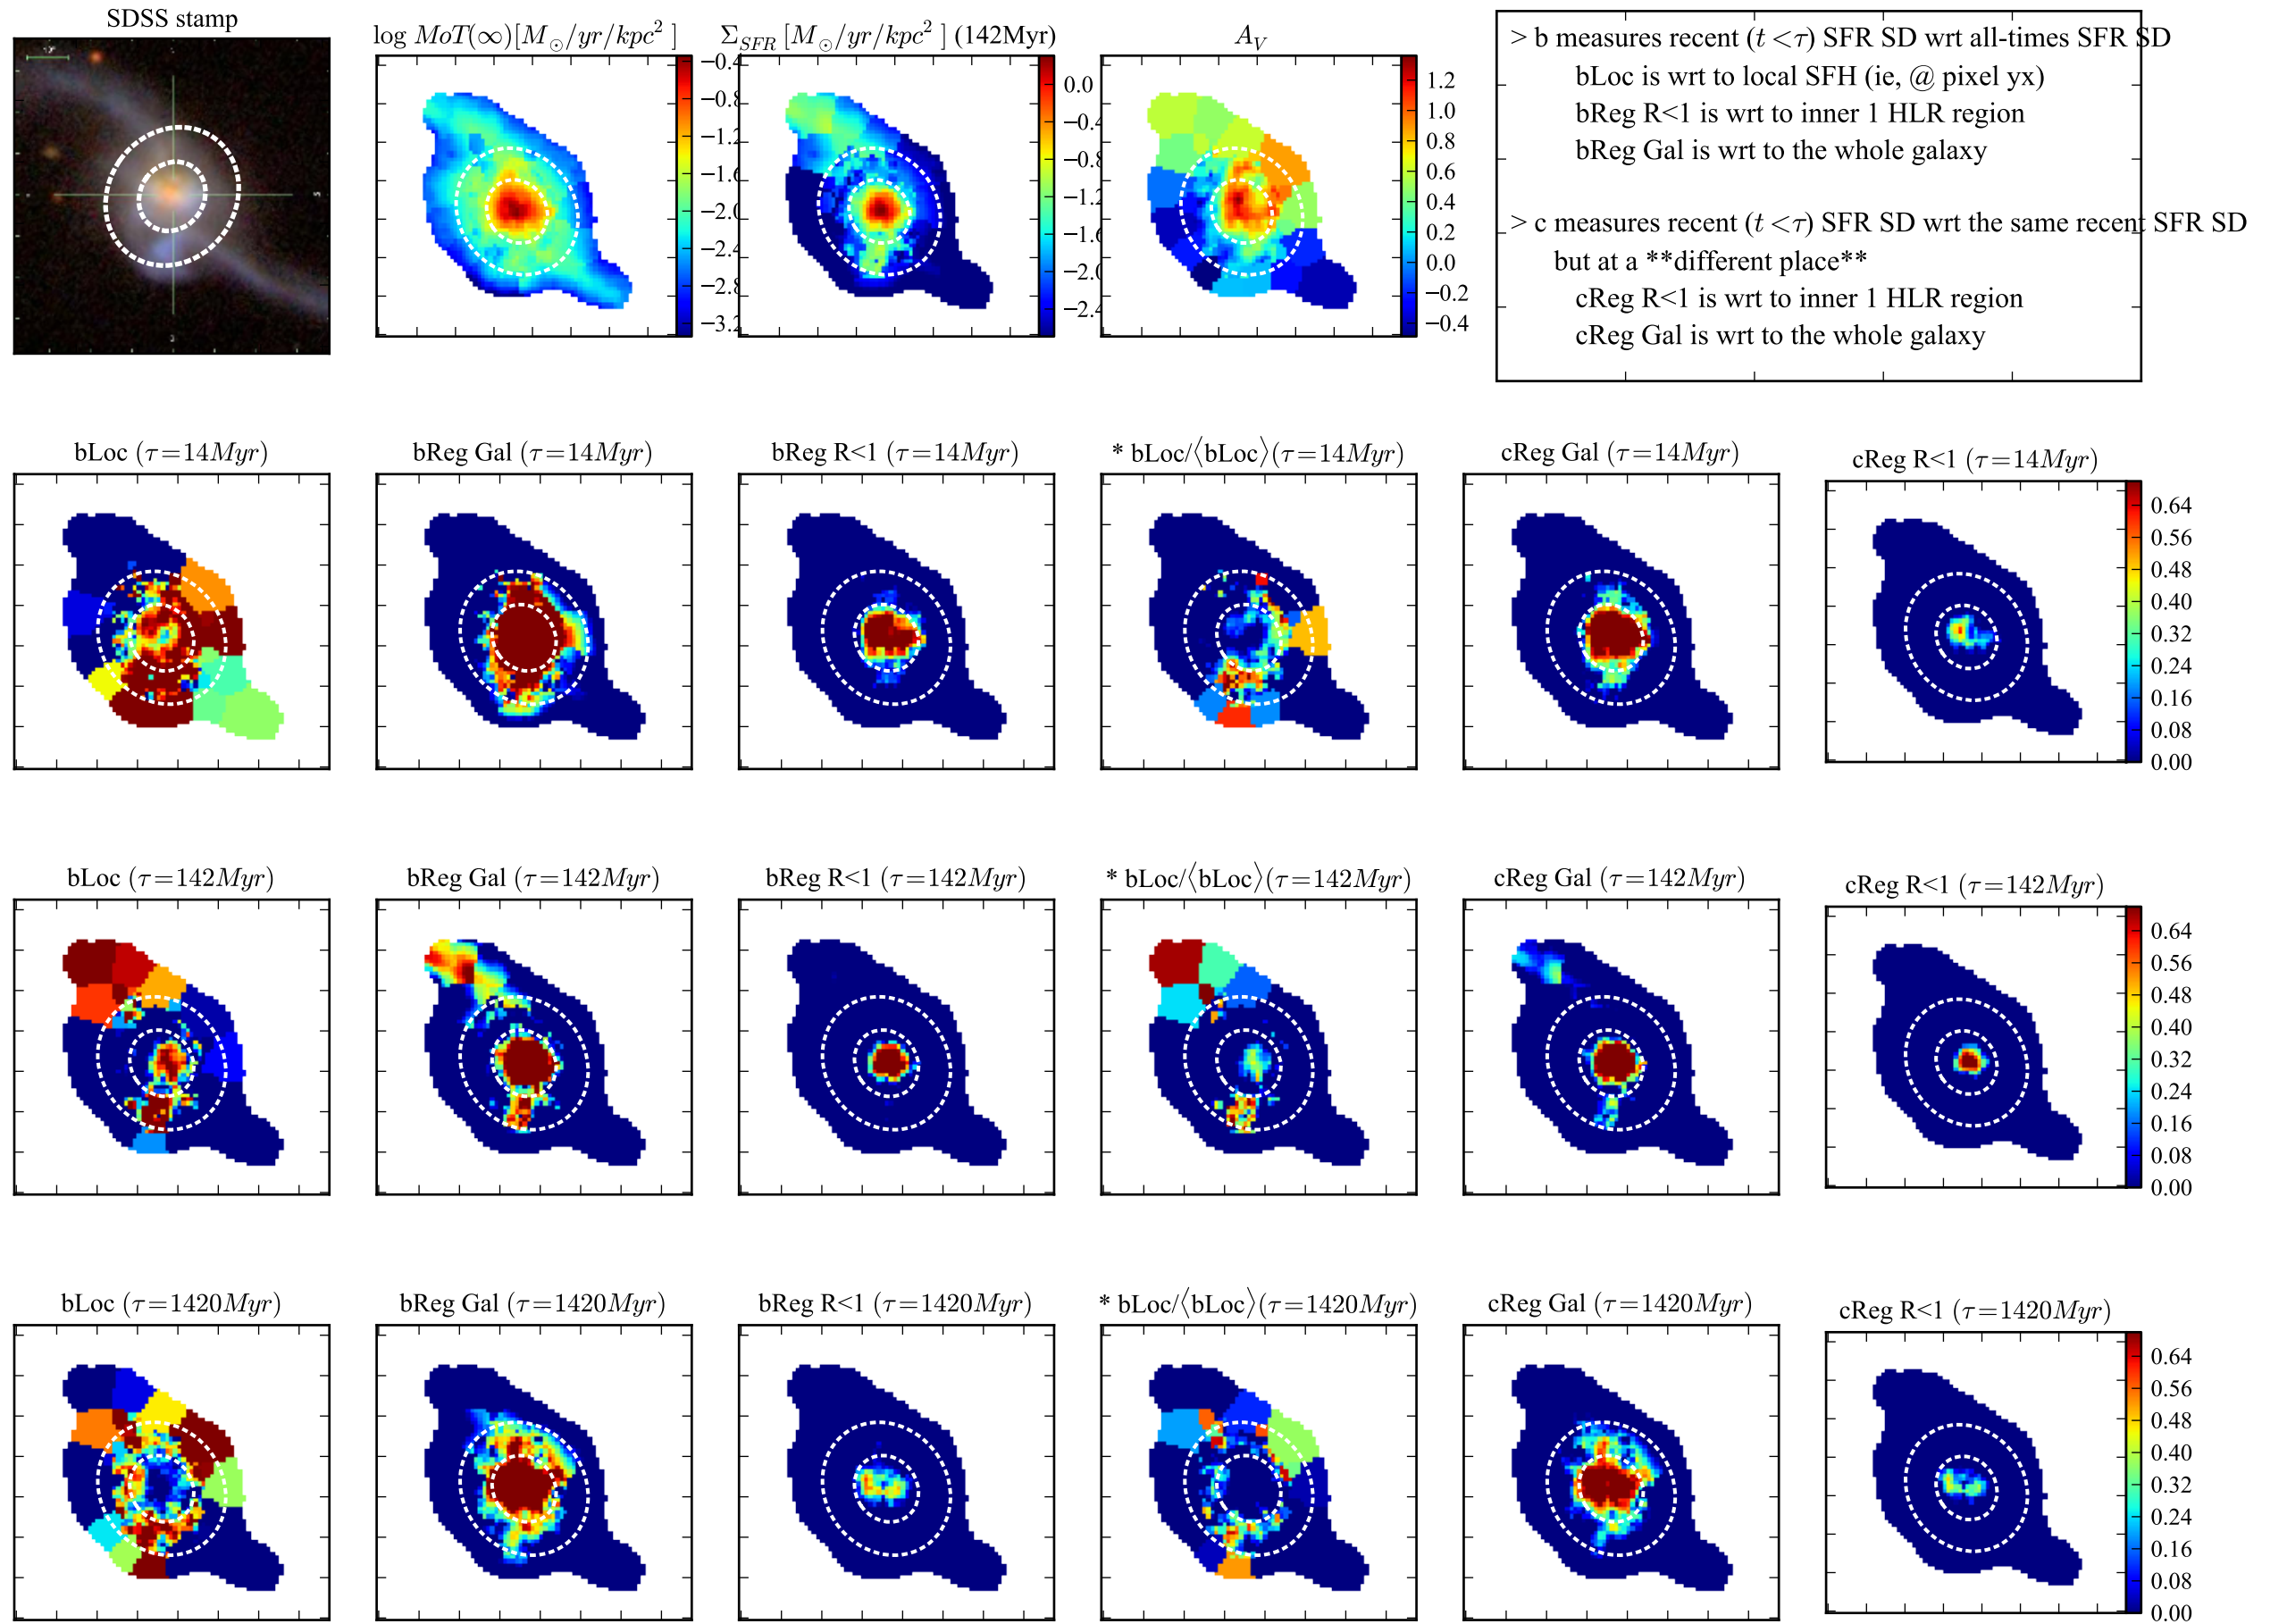 SDSS stamp
log MoT(∞)[M⊙/yr/kpc²]
Σ_SFR [M⊙/yr/kpc²] (142Myr)
A_V
−0.4
−0.8
−1.2
−1.6
−2.0
−2.4
−2.8
−3.2
0.0
−0.4
−0.8
−1.2
−1.6
−2.0
−2.4
1.2
1.0
0.8
0.6
0.4
0.2
0.0
−0.2
−0.4
> b measures recent (t <τ) SFR SD wrt all-times SFR SD
bLoc is wrt to local SFH (ie, @ pixel yx)
bReg R<1 is wrt to inner 1 HLR region
bReg Gal is wrt to the whole galaxy
> c measures recent (t <τ) SFR SD wrt the same recent SFR SD
but at a **different place**
cReg R<1 is wrt to inner 1 HLR region
cReg Gal is wrt to the whole galaxy
bLoc (τ=14Myr)
bReg Gal (τ=14Myr)
bReg R<1 (τ=14Myr)
* bLoc/⟨bLoc⟩(τ=14Myr)
cReg Gal (τ=14Myr)
cReg R<1 (τ=14Myr)
0.64
0.56
0.48
0.40
0.32
0.24
0.16
0.08
0.00
bLoc (τ=142Myr)
bReg Gal (τ=142Myr)
bReg R<1 (τ=142Myr)
* bLoc/⟨bLoc⟩(τ=142Myr)
cReg Gal (τ=142Myr)
cReg R<1 (τ=142Myr)
0.64
0.56
0.48
0.40
0.32
0.24
0.16
0.08
0.00
bLoc (τ=1420Myr)
bReg Gal (τ=1420Myr)
bReg R<1 (τ=1420Myr)
* bLoc/⟨bLoc⟩(τ=1420Myr)
cReg Gal (τ=1420Myr)
cReg R<1 (τ=1420Myr)
0.64
0.56
0.48
0.40
0.32
0.24
0.16
0.08
0.00